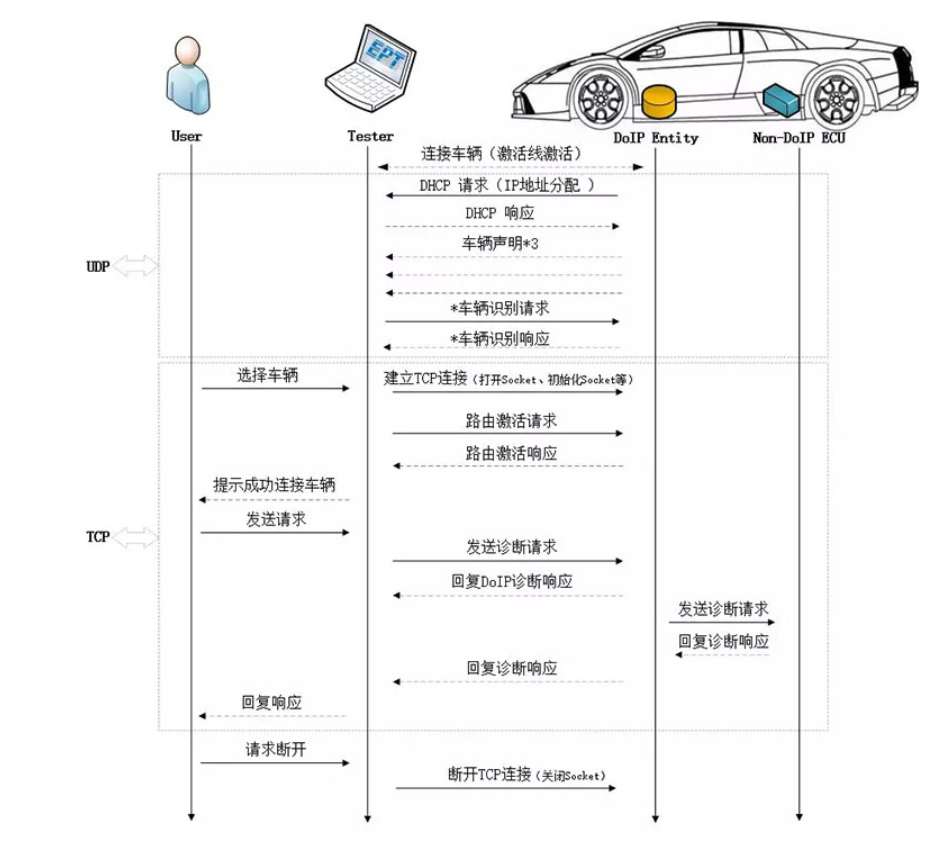 EPT
User
Tester
DoIP Entity
Non-DoIP ECU
连接车辆（激活线激活）
DHCP 请求（IP地址分配 ）
DHCP 响应
车辆声明*3
UDP
*车辆识别请求
*车辆识别响应
选择车辆
建立TCP连接（打开Socket、初始化Socket等）
路由激活请求
路由激活响应
提示成功连接车辆
发送请求
TCP
发送诊断请求
回复DoIP诊断响应
发送诊断请求
回复诊断响应
回复诊断响应
回复响应
请求断开
断开TCP连接（关闭Socket）